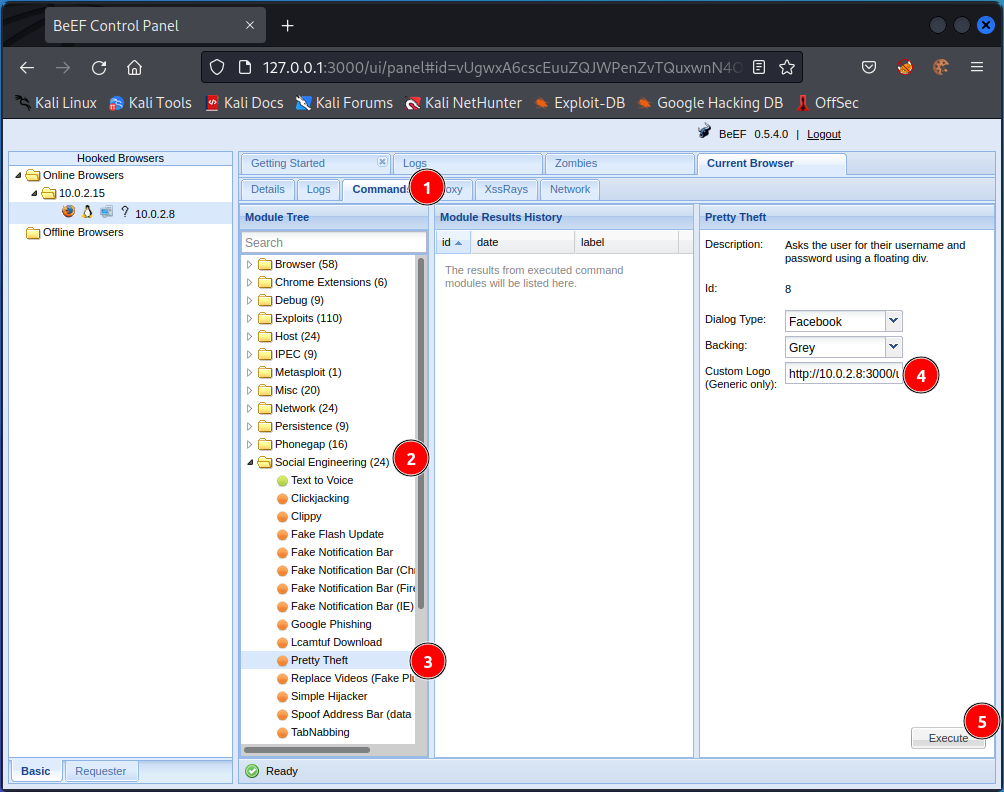 BeEF Control Panel
127.0.0.1:3000/ui/panel#id=vUgwxA6cscEuuZQJWPenZvTQuxwnN4
Kali Linux Kali Tools Kali Docs Kali Forums Kali NetHunter Exploit-DB Google Hacking DB OffSec
BeEF 0.5.4.0 | Logout
Hooked Browsers
Online Browsers
10.0.2.15
? 10.0.2.8
Offline Browsers
Basic Requester
Getting Started Logs Zombies Current Browser
Details Logs Commands 1 XssRays Network
Module Tree
Search
Browser (58)
Chrome Extensions (6)
Debug (9)
Exploits (110)
Host (24)
IPEC (9)
Metasploit (1)
Misc (20)
Network (24)
Persistence (9)
Phonegap (16)
Social Engineering (24) 2
Text to Voice
Clickjacking
Clippy
Fake Flash Update
Fake Notification Bar
Fake Notification Bar (Chr
Fake Notification Bar (Fire
Fake Notification Bar (IE)
Google Phishing
Lcamtuf Download
Pretty Theft 3
Replace Videos (Fake Plu
Simple Hijacker
Spoof Address Bar (data
TabNabbing
Module Results History
id date label
The results from executed command
modules will be listed here.
Pretty Theft
Description: Asks the user for their username and
password using a floating div.
Id: 8
Dialog Type: Facebook
Backing: Grey
Custom Logo
(Generic only): http://10.0.2.8:3000/u 4
5
Execute
Ready